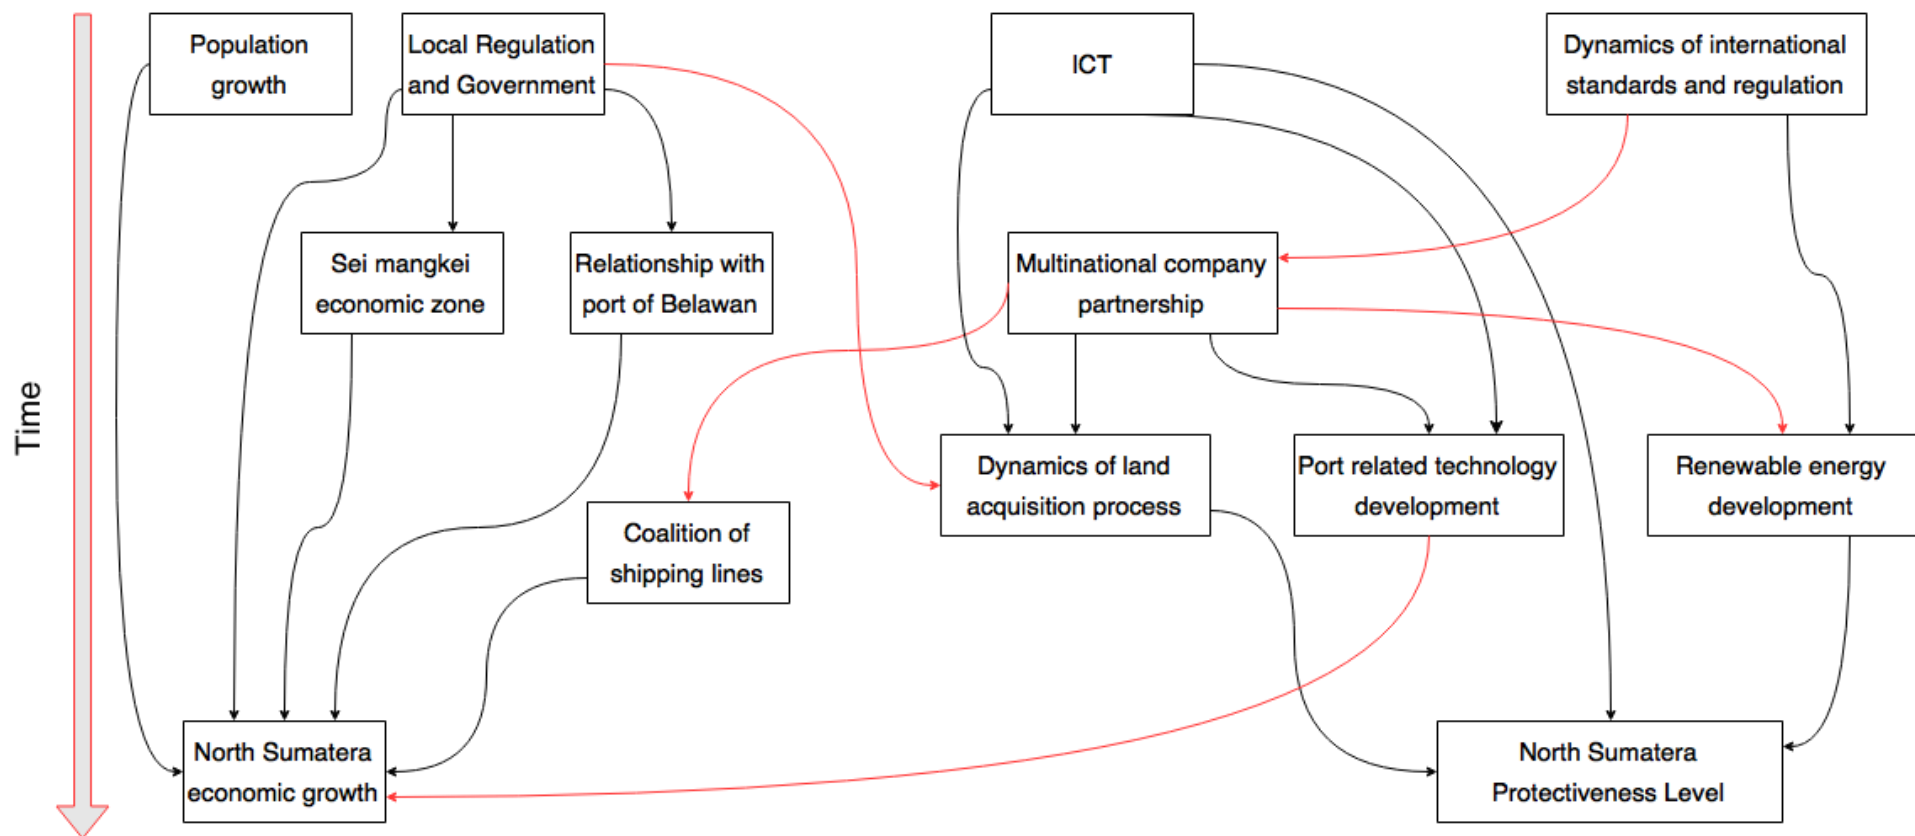 Population
growth
Local Regulation
and Government
ICT
Dynamics of international
standards and regulation
Sei mangkei
economic zone
Relationship with
port of Belawan
Multinational company
partnership
Time
Dynamics of land
acquisition process
Port related technology
development
Renewable energy
development
Coalition of
shipping lines
North Sumatera
economic growth
North Sumatera
Protectiveness Level